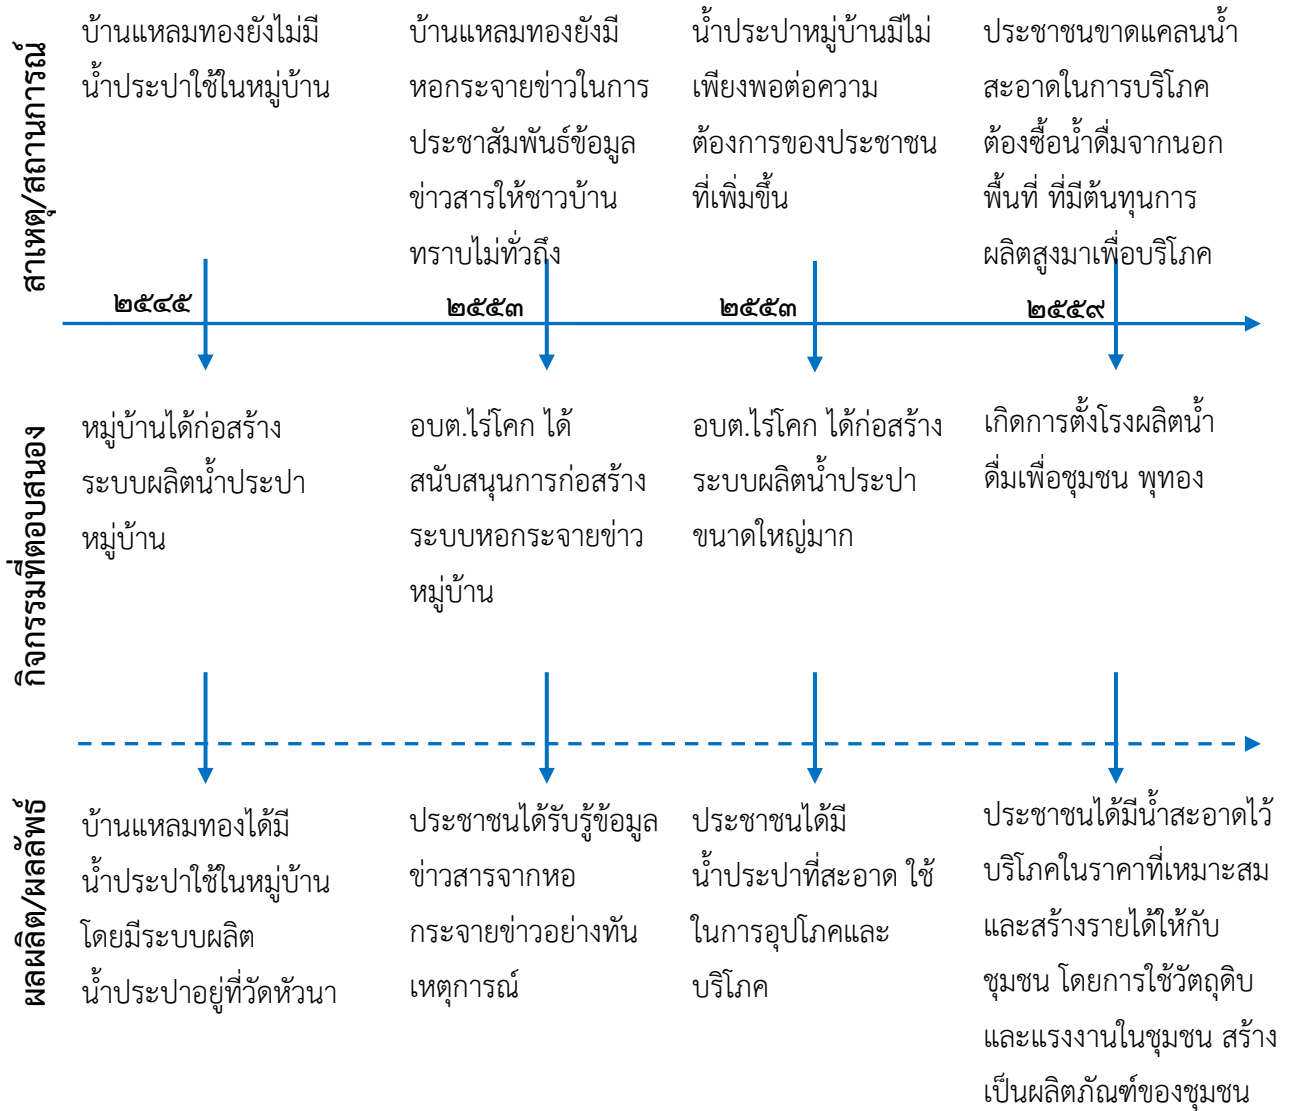 สาเหตุ/สถานการณ์
บ้านแหลมทองยังไม่มี
น้ำประปาใช้ในหมู่บ้าน
บ้านแหลมทองยังมี
หอกระจายข่าวในการ
ประชาสัมพันธ์ข้อมูล
ข่าวสารให้ชาวบ้าน
ทราบไม่ทั่วถึง
น้ำประปาหมู่บ้านมีไม่
เพียงพอต่อความ
ต้องการของประชาชน
ที่เพิ่มขึ้น
ประชาชนขาดแคลนน้ำ
สะอาดในการบริโภค
ต้องซื้อน้ำดื่มจากนอก
พื้นที่ ที่มีต้นทุนการ
ผลิตสูงมาเพื่อบริโภค
๒๕๔๕
๒๕๕๓
๒๕๕๓
๒๕๕๙
กิจกรรมที่ตอบสนอง
หมู่บ้านได้ก่อสร้าง
ระบบผลิตน้ำประปา
หมู่บ้าน
อบต.ไร่โคก ได้
สนับสนุนการก่อสร้าง
ระบบหอกระจายข่าว
หมู่บ้าน
อบต.ไร่โคก ได้ก่อสร้าง
ระบบผลิตน้ำประปา
ขนาดใหญ่มาก
เกิดการตั้งโรงผลิตน้ำ
ดื่มเพื่อชุมชน พุทอง
ผลผลิต/ผลลัพธ์
บ้านแหลมทองได้มี
น้ำประปาใช้ในหมู่บ้าน
โดยมีระบบผลิต
น้ำประปาอยู่ที่วัดหัวนา
ประชาชนได้รับรู้ข้อมูล
ข่าวสารจากหอ
กระจายข่าวอย่างทัน
เหตุการณ์
ประชาชนได้มี
น้ำประปาที่สะอาด ใช้
ในการอุปโภคและ
บริโภค
ประชาชนได้มีน้ำสะอาดไว้
บริโภคในราคาที่เหมาะสม
และสร้างรายได้ให้กับ
ชุมชน โดยการใช้วัตถุดิบ
และแรงงานในชุมชน สร้าง
เป็นผลิตภัณฑ์ของชุมชน